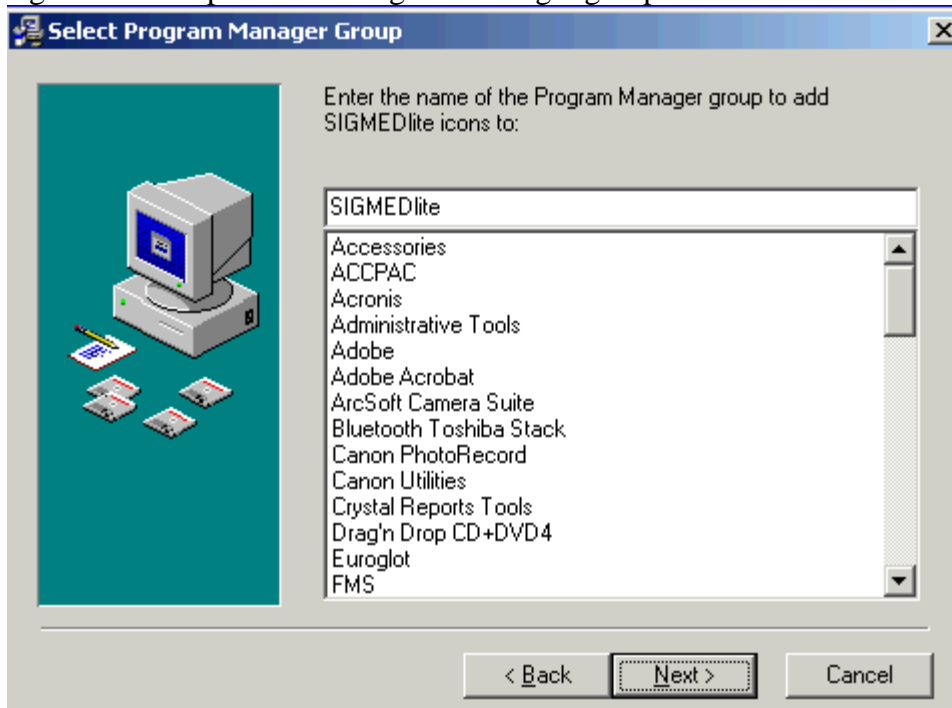 Select Program Manager Group
Enter the name of the Program Manager group to add
SIGMEDlite icons to:
SIGMEDlite
Accessories
ACCPAC
Acronis
Administrative Tools
Adobe
Adobe Acrobat
ArcSoft Camera Suite
Bluetooth Toshiba Stack
Canon PhotoRecord
Canon Utilities
Crystal Reports Tools
Drag'n Drop CD+DVD4
Euroglot
FMS
< Back
Next >
Cancel